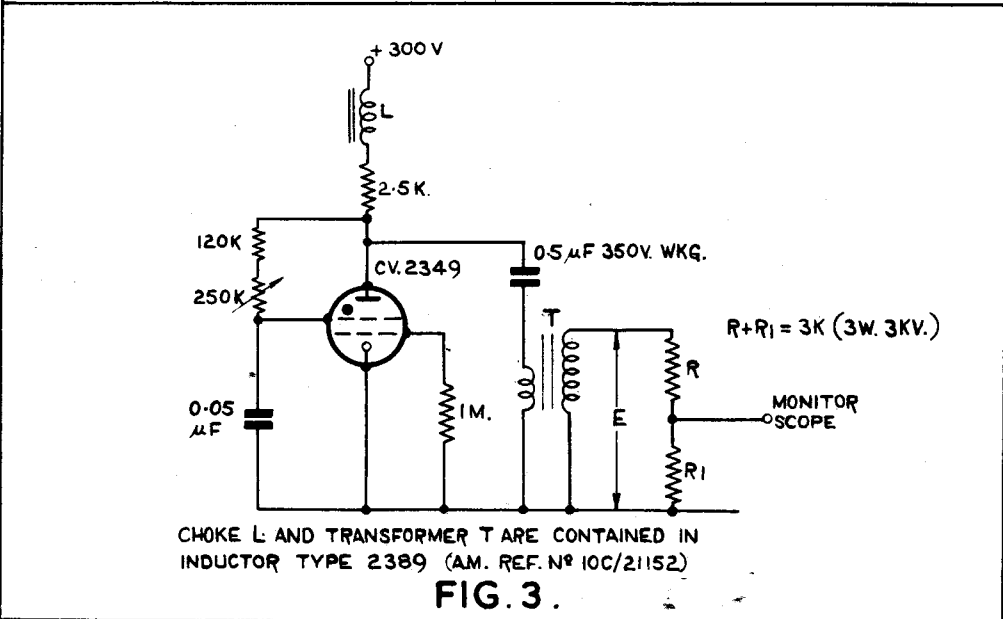 + 300 V
L
2·5K.
120K
CV.2349
0·5 µF 350V. WKG.
250K
T
R+R1 = 3K (3W. 3KV.)
R
0·05
µF
1M.
E
MONITOR
SCOPE
R1
CHOKE L AND TRANSFORMER T ARE CONTAINED IN
INDUCTOR TYPE 2389 (A.M. REF. Nº 10C/21152)
FIG. 3.